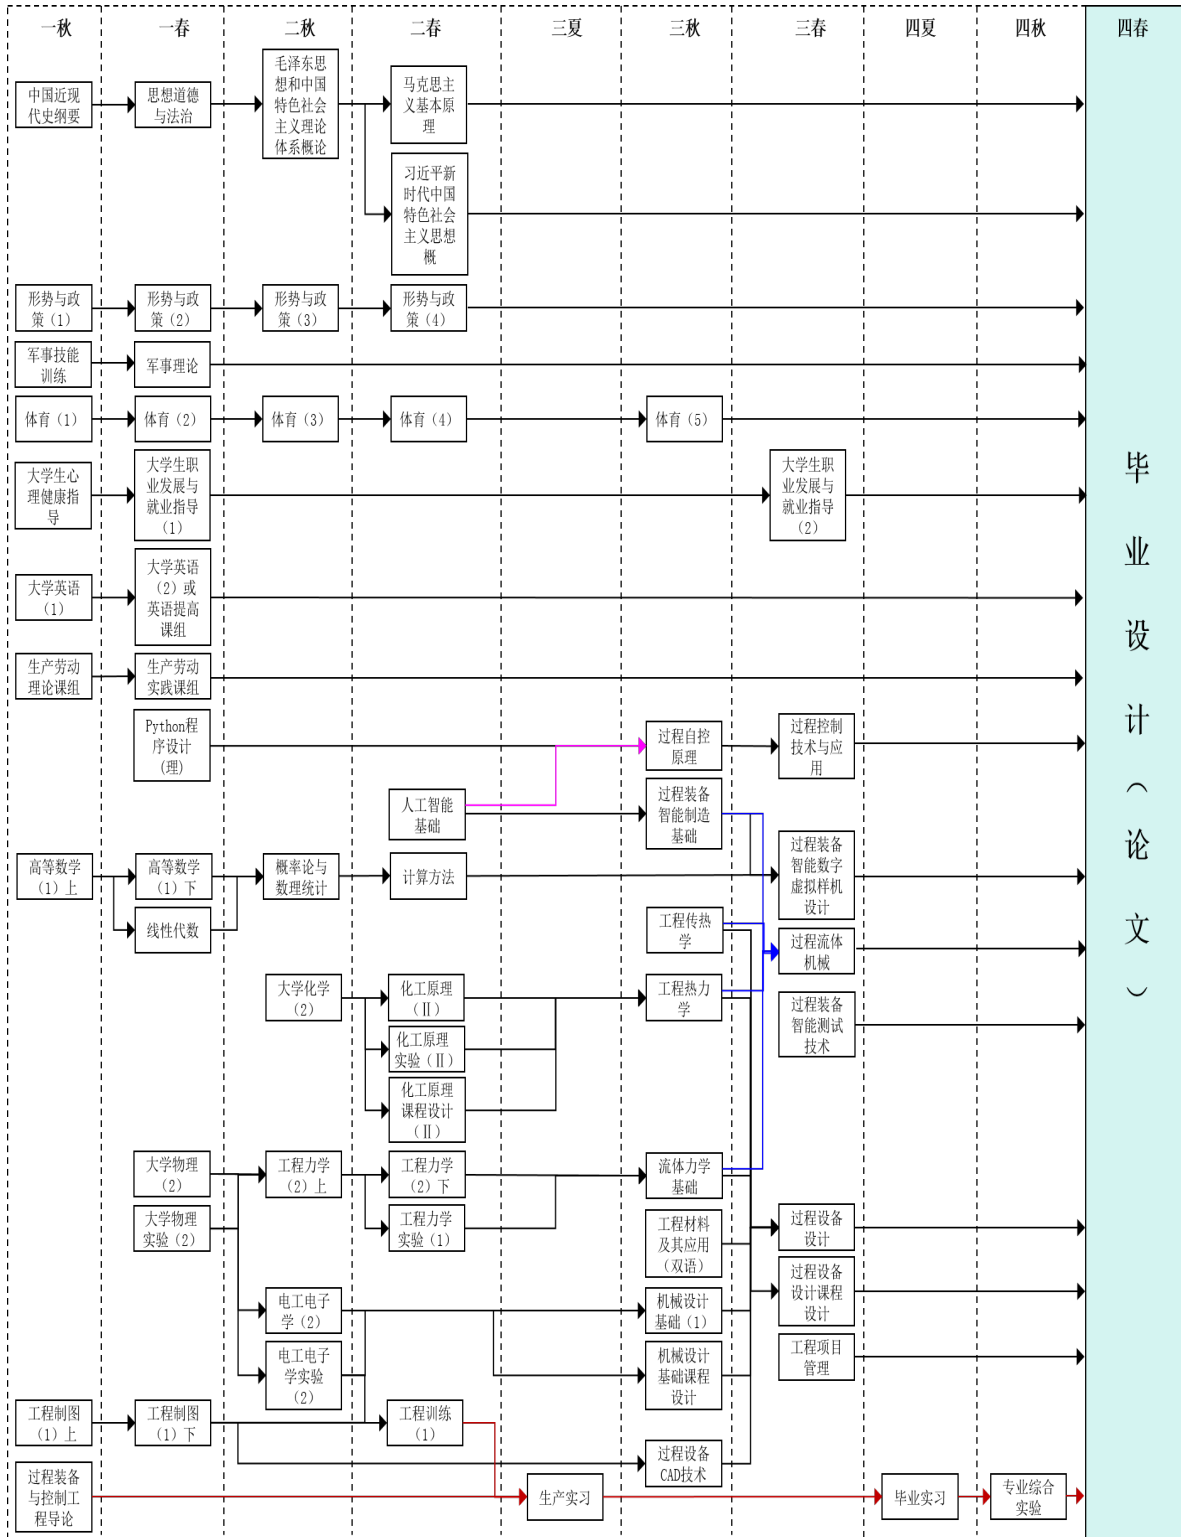 一秋
一春
二秋
二春
三夏
三秋
三春
四夏
四秋
四春
中国近现
代史纲要
思想道德
与法治
毛泽东思
想和中国
特色社会
主义理论
体系概论
马克思主
义基本原
理
习近平新
时代中国
特色社会
主义思想
概
形势与政
策（1）
形势与政
策（2）
形势与政
策（3）
形势与政
策（4）
军事技能
训练
军事理论
体育（1）
体育（2）
体育（3）
体育（4）
体育（5）
大学生心
理健康指
导
大学生职
业发展与
就业指导
（1）
大学生职
业发展与
就业指导
（2）
大学英语
（1）
大学英语
（2）或
英语提高
课组
生产劳动
理论课组
生产劳动
实践课组
Python程
序设计
(理)
过程自控
原理
过程控制
技术与应
用
人工智能
基础
过程装备
智能制造
基础
高等数学
（1）上
高等数学
（1）下
概率论与
数理统计
计算方法
过程装备
智能数字
虚拟样机
设计
线性代数
工程传热
学
过程流体
机械
大学化学
（2）
化工原理
（II）
工程热力
学
过程装备
智能测试
技术
化工原理
实验（II）
化工原理
课程设计
（II）
大学物理
（2）
工程力学
（2）上
工程力学
（2）下
流体力学
基础
大学物理
实验（2）
工程力学
实验（1）
工程材料
及其应用
（双语）
过程设备
设计
电工电子
学（2）
机械设计
基础（1）
过程设备
设计课程
设计
电工电子
学实验
（2）
机械设计
基础课程
设计
工程项目
管理
工程制图
（1）上
工程制图
（1）下
工程训练
（1）
过程设备
CAD技术
过程装备
与控制工
程导论
生产实习
毕业实习
专业综合
实验
毕业设计（论文）